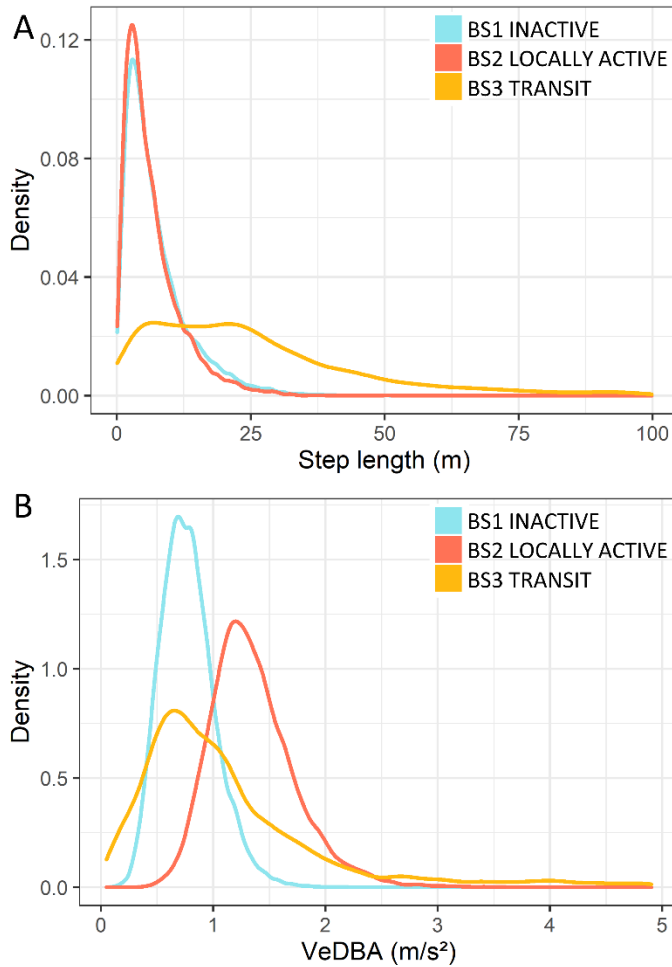 A
BS1 INACTIVE
BS2 LOCALLY ACTIVE
BS3 TRANSIT
0.12
0.08
0.04
0.00
Density
0 25 50 75 100
Step length (m)
B
BS1 INACTIVE
BS2 LOCALLY ACTIVE
BS3 TRANSIT
1.5
1.0
0.5
0.0
Density
0 1 2 3 4 5
VeDBA (m/s²)